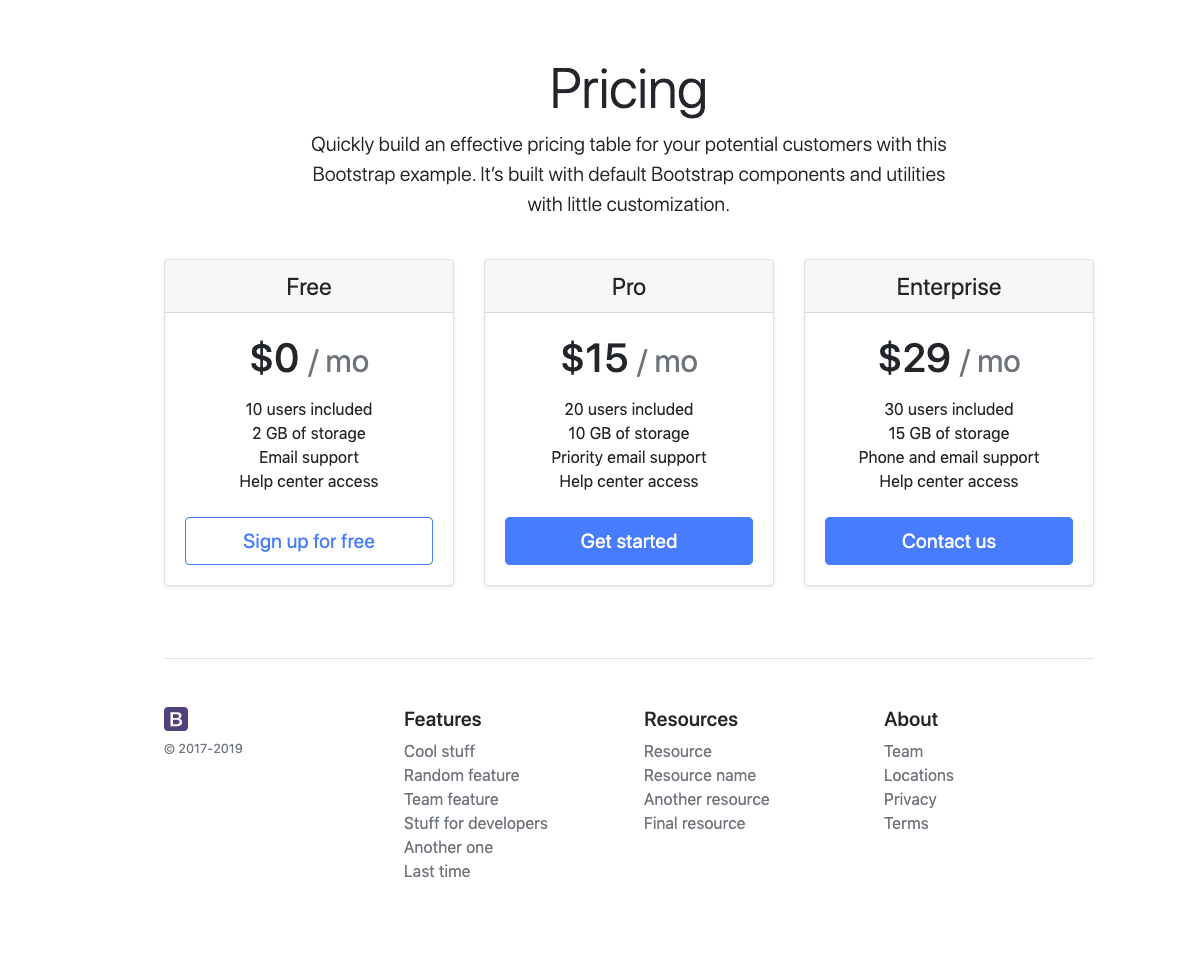 Pricing
Quickly build an effective pricing table for your potential customers with this
Bootstrap example. It’s built with default Bootstrap components and utilities
with little customization.
Free
$0 / mo
10 users included
2 GB of storage
Email support
Help center access
Sign up for free
Pro
$15 / mo
20 users included
10 GB of storage
Priority email support
Help center access
Get started
Enterprise
$29 / mo
30 users included
15 GB of storage
Phone and email support
Help center access
Contact us
B
© 2017-2019
Features
Cool stuff
Random feature
Team feature
Stuff for developers
Another one
Last time
Resources
Resource
Resource name
Another resource
Final resource
About
Team
Locations
Privacy
Terms